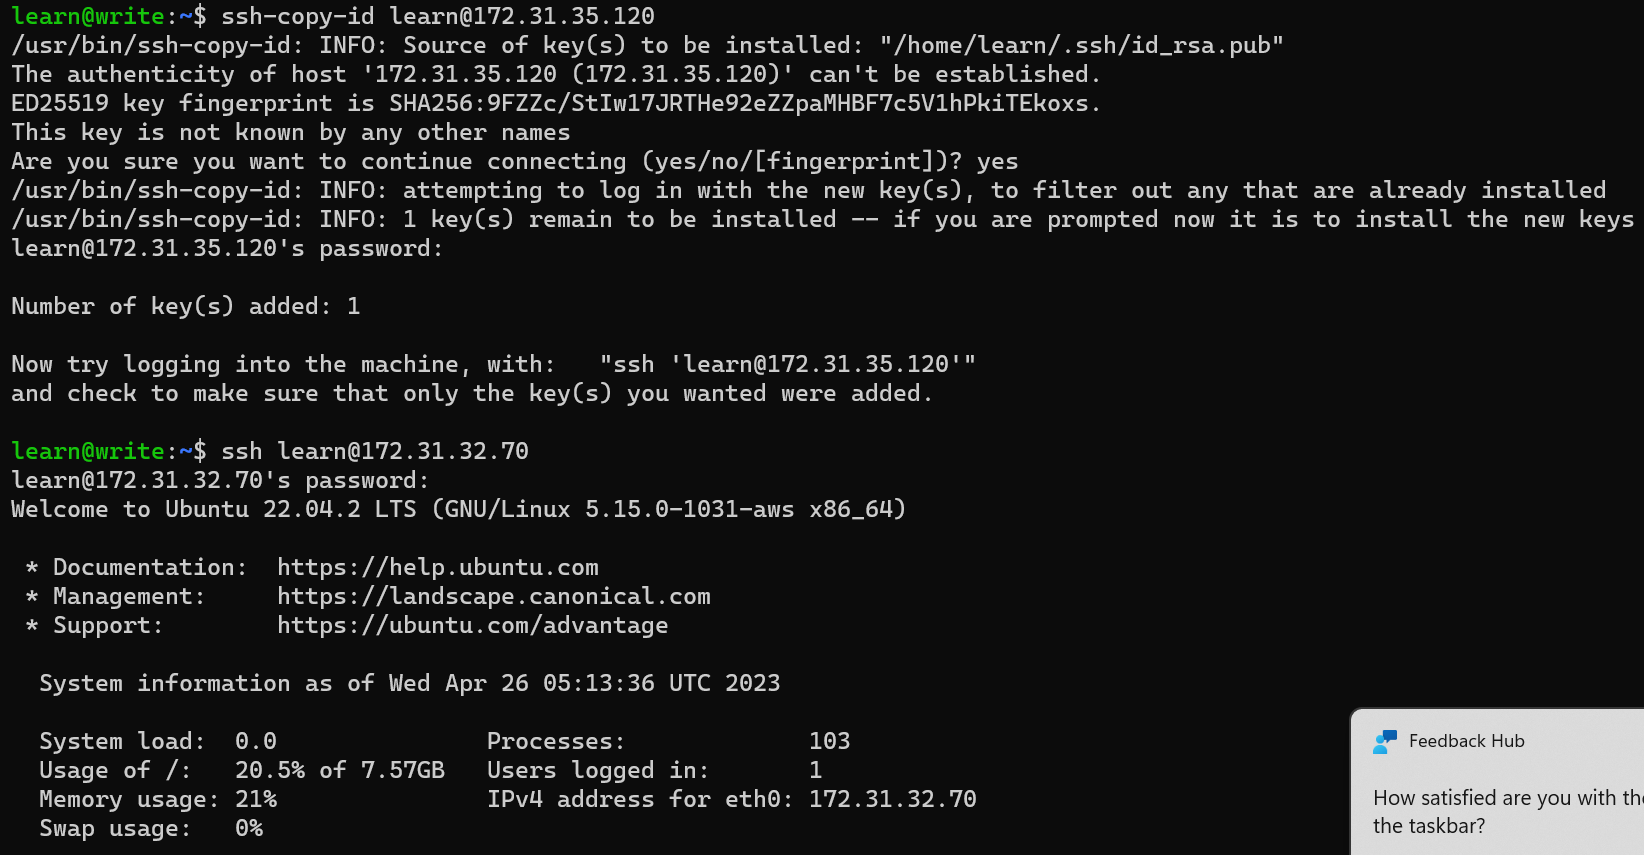 learn@write:~$ ssh-copy-id learn@172.31.35.120
/usr/bin/ssh-copy-id: INFO: Source of key(s) to be installed: "/home/learn/.ssh/id_rsa.pub"
The authenticity of host '172.31.35.120 (172.31.35.120)' can't be established.
ED25519 key fingerprint is SHA256:9FZZc/StIw17JRTHe92eZZpaMHBF7c5V1hPkiTEkoxs.
This key is not known by any other names
Are you sure you want to continue connecting (yes/no/[fingerprint])? yes
/usr/bin/ssh-copy-id: INFO: attempting to log in with the new key(s), to filter out any that are already installed
/usr/bin/ssh-copy-id: INFO: 1 key(s) remain to be installed -- if you are prompted now it is to install the new keys
learn@172.31.35.120's password:
Number of key(s) added: 1
Now try logging into the machine, with:   "ssh 'learn@172.31.35.120'"
and check to make sure that only the key(s) you wanted were added.
learn@write:~$ ssh learn@172.31.32.70
learn@172.31.32.70's password:
Welcome to Ubuntu 22.04.2 LTS (GNU/Linux 5.15.0-1031-aws x86_64)
* Documentation:  https://help.ubuntu.com
* Management:     https://landscape.canonical.com
* Support:        https://ubuntu.com/advantage
System information as of Wed Apr 26 05:13:36 UTC 2023
System load:  0.0               Processes:             103
Usage of /:   20.5% of 7.57GB   Users logged in:       1
Memory usage: 21%               IPv4 address for eth0: 172.31.32.70
Swap usage:   0%
Feedback Hub
How satisfied are you with the
the taskbar?